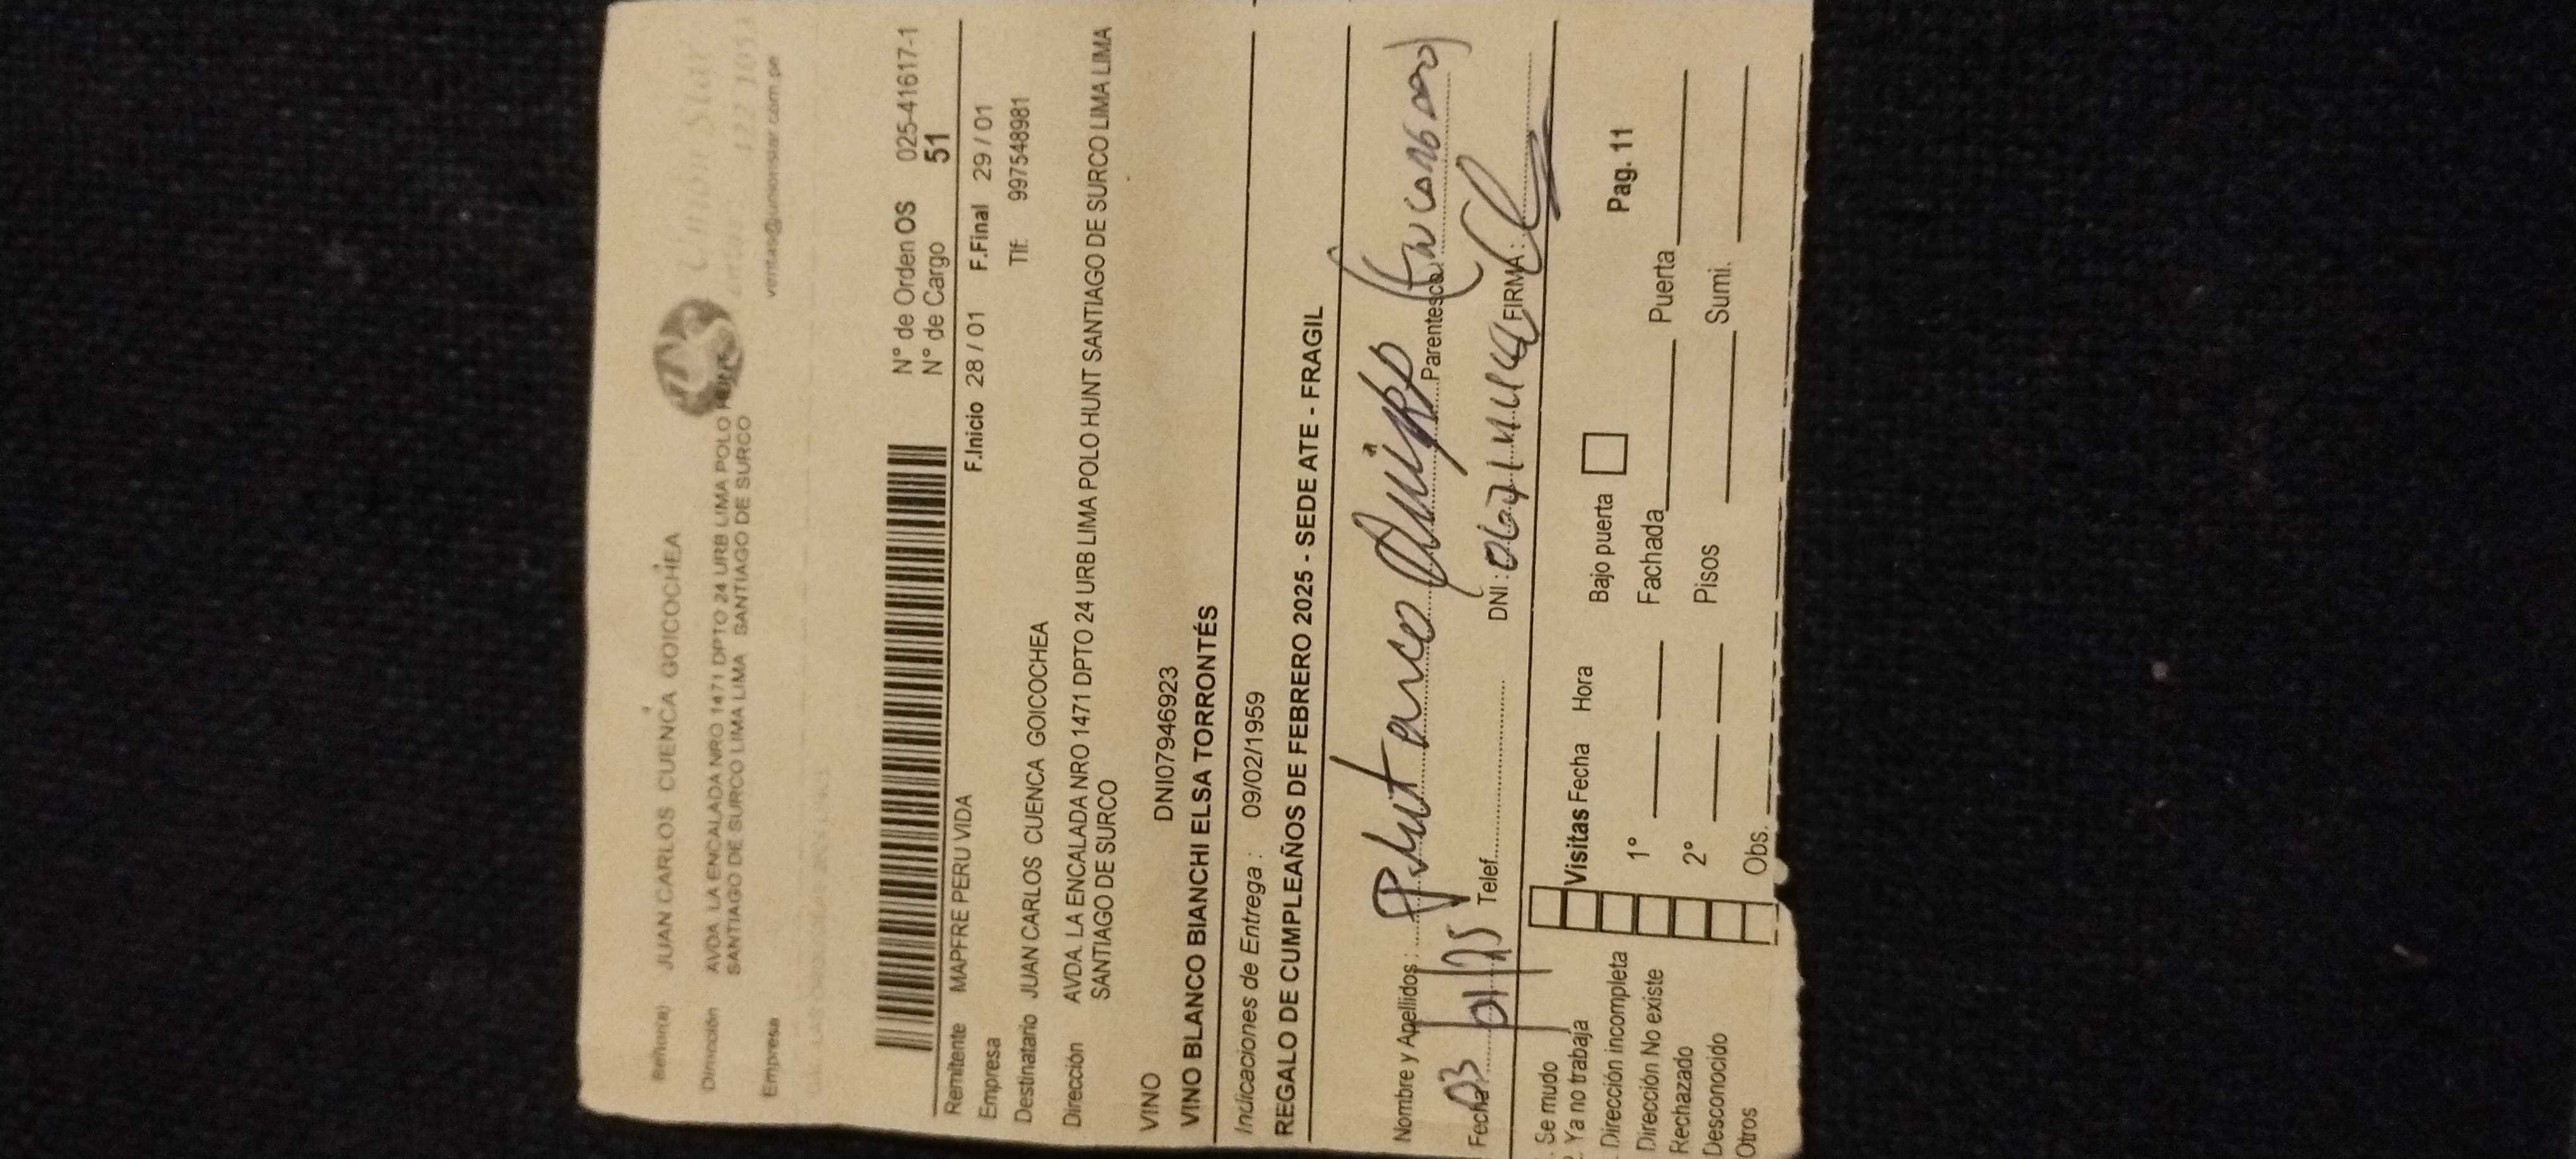 Señor(a) JUAN CARLOS CUENCA GOICOCHEA
Dirección AVDA. LA ENCALADA NRO 1471 DPTO 24 URB LIMA POLO HUNT
SANTIAGO DE SURCO LIMA LIMA SANTIAGO DE SURCO
Empresa
Union Star
422 1051
ventas@unionstar.com.pe
N° de Orden OS 025-41617-1
N° de Cargo 51
Remitente MAPFRE PERU VIDA
F.Inicio 28 / 01 F.Final 29 / 01
Empresa
Tlf: 997548981
Destinatario JUAN CARLOS CUENCA GOICOCHEA
Dirección AVDA. LA ENCALADA NRO 1471 DPTO 24 URB LIMA POLO HUNT SANTIAGO DE SURCO LIMA LIMA
SANTIAGO DE SURCO
VINO DNI07946923
VINO BLANCO BIANCHI ELSA TORRONTÉS
Indicaciones de Entrega : 09/02/1959
REGALO DE CUMPLEAÑOS DE FEBRERO 2025 - SEDE ATE - FRAGIL
Nombre y Apellidos : Quispe Parentesco
Fecha Telef. DNI : FIRMA :
Se mudo
Ya no trabaja
Dirección incompleta
Dirección No existe
Rechazado
Desconocido
Otros
Visitas Fecha Hora Bajo puerta Pag. 11
1° Fachada Puerta
2° Pisos Sumi.
Obs.